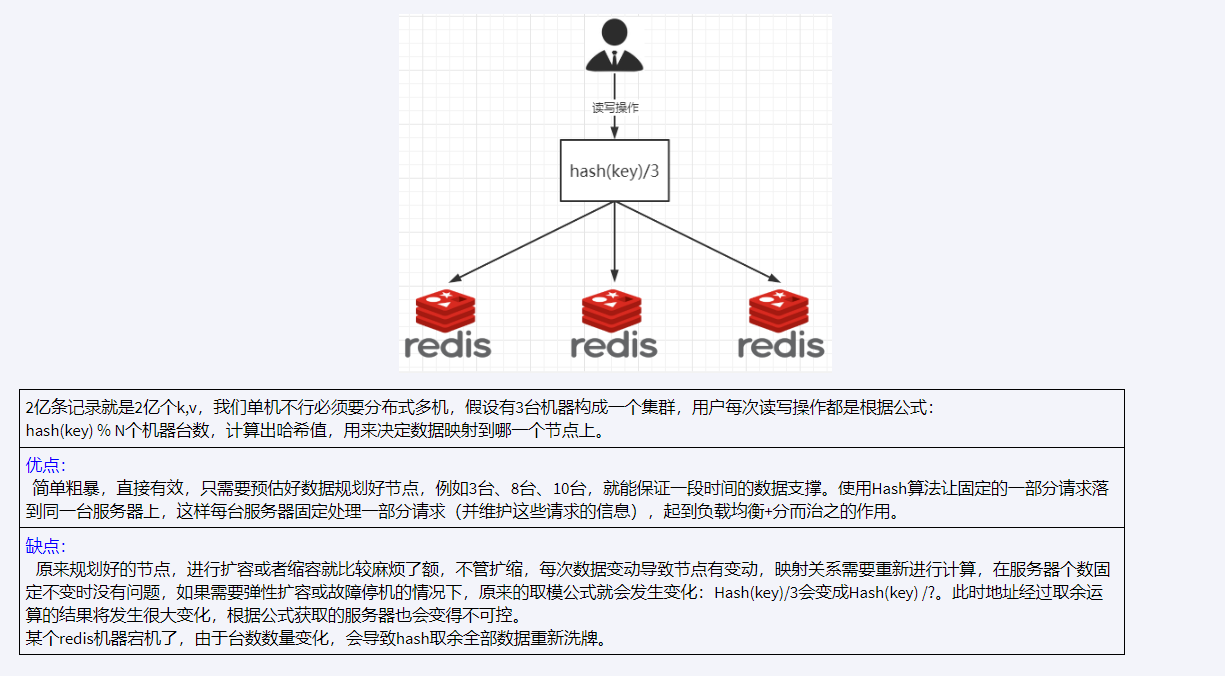 读写操作
hash(key)/3
redis redis redis
2亿条记录就是2亿个k,v，我们单机不行必须要分布式多机，假设有3台机器构成一个集群，用户每次读写操作都是根据公式：
hash(key) % N个机器台数，计算出哈希值，用来决定数据映射到哪一个节点上。
优点：
简单粗暴，直接有效，只需要预估好数据规划好节点，例如3台、8台、10台，就能保证一段时间的数据支撑。使用Hash算法让固定的一部分请求落
到同一台服务器上，这样每台服务器固定处理一部分请求（并维护这些请求的信息），起到负载均衡+分而治之的作用。
缺点：
原来规划好的节点，进行扩容或者缩容就比较麻烦了额，不管扩缩，每次数据变动导致节点有变动，映射关系需要重新进行计算，在服务器个数固
定不变时没有问题，如果需要弹性扩容或故障停机的情况下，原来的取模公式就会发生变化：Hash(key)/3会变成Hash(key) /?。此时地址经过取余运
算的结果将发生很大变化，根据公式获取的服务器也会变得不可控。
某个redis机器宕机了，由于台数数量变化，会导致hash取余全部数据重新洗牌。